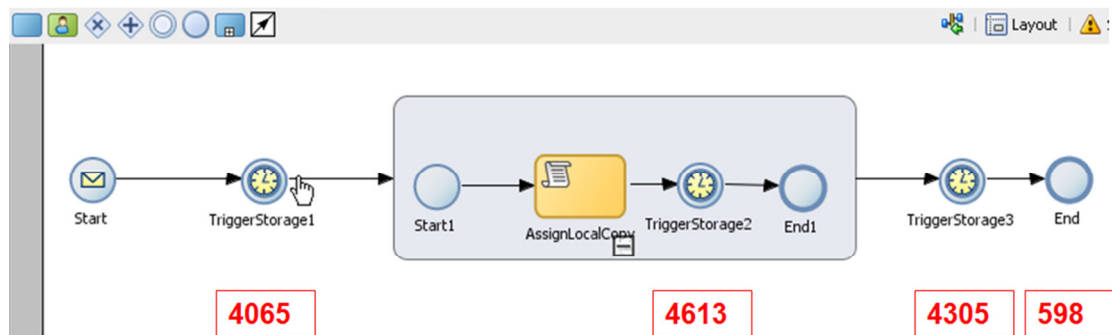 Layout
Start
TriggerStorage1
Start1
AssignLocalCopy
TriggerStorage2
End1
TriggerStorage3
End
4065
4613
4305
598